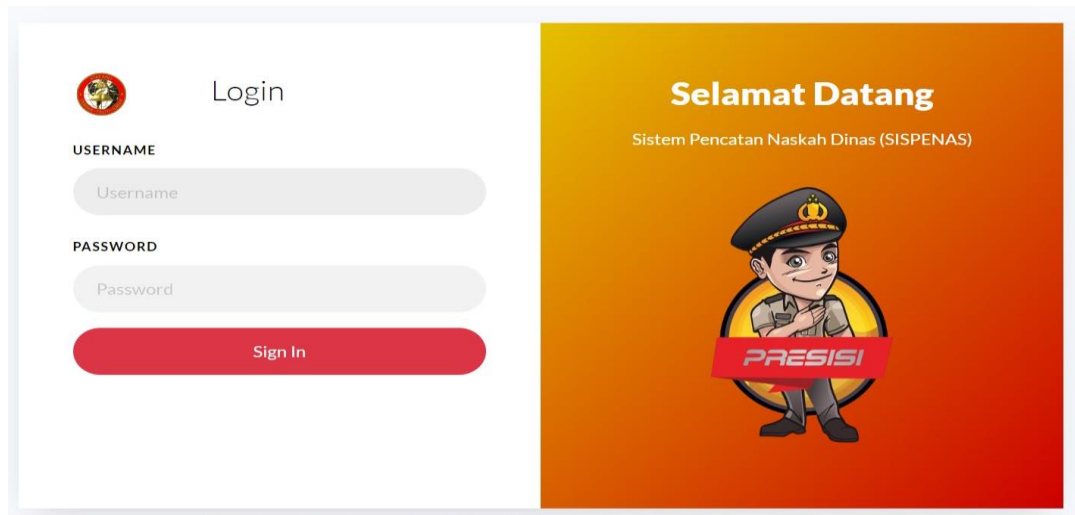 Login
USERNAME
Username
PASSWORD
Password
Sign In
Selamat Datang
Sistem Pencatan Naskah Dinas (SISPENAS)
PRESISI